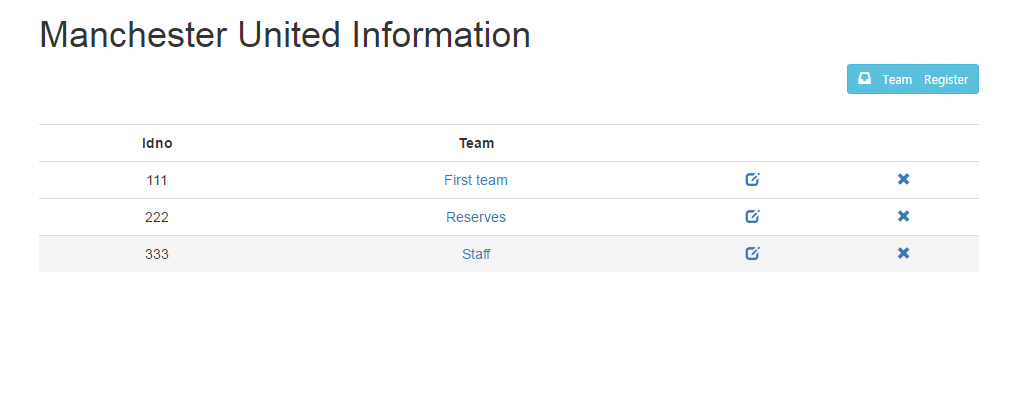 Manchester United Information
Team Register
Idno Team
111 First team
222 Reserves
333 Staff